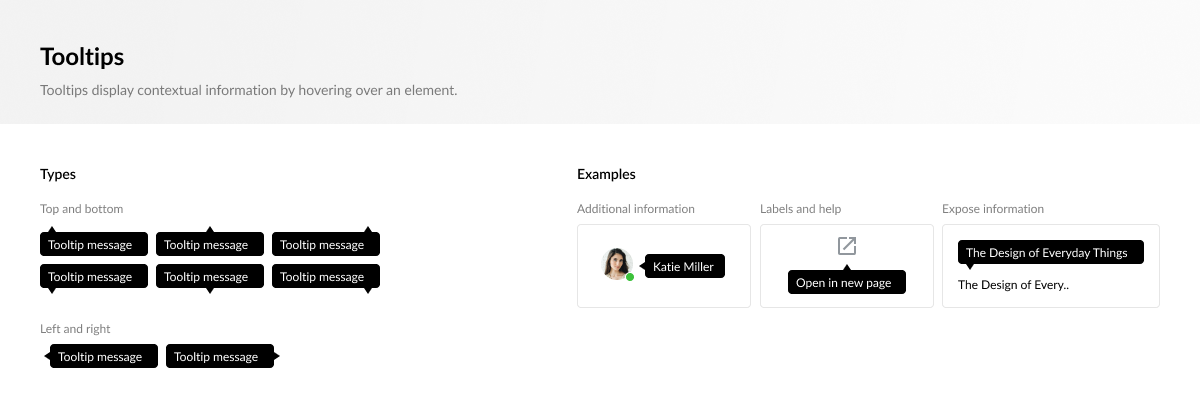 Tooltips
Tooltips display contextual information by hovering over an element.
Types
Top and bottom
Tooltip message Tooltip message Tooltip message
Tooltip message Tooltip message Tooltip message
Left and right
Tooltip message Tooltip message
Examples
Additional information
Katie Miller
Labels and help
Open in new page
Expose information
The Design of Everyday Things
The Design of Every..